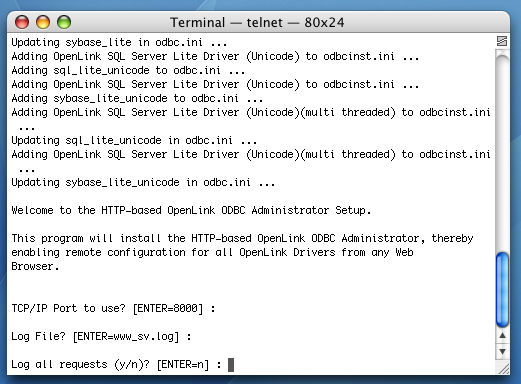 Terminal — telnet — 80x24
Updating sybase_lite in odbc.ini ...
Adding OpenLink SQL Server Lite Driver (Unicode) to odbcinst.ini ...
Adding sql_lite_unicode to odbc.ini ...
Adding OpenLink SQL Server Lite Driver (Unicode) to odbcinst.ini ...
Adding sybase_lite_unicode to odbc.ini ...
Adding OpenLink SQL Server Lite Driver (Unicode)(multi threaded) to odbcinst.ini
...
Updating sql_lite_unicode in odbc.ini ...
Adding OpenLink SQL Server Lite Driver (Unicode)(multi threaded) to odbcinst.ini
...
Updating sybase_lite_unicode in odbc.ini ...
Welcome to the HTTP-based OpenLink ODBC Administrator Setup.
This program will install the HTTP-based OpenLink ODBC Administrator, thereby
enabling remote configuration for all OpenLink Drivers from any Web
Browser.
TCP/IP Port to use? [ENTER=8000] :
Log File? [ENTER=www_sv.log] :
Log all requests (y/n)? [ENTER=n] :